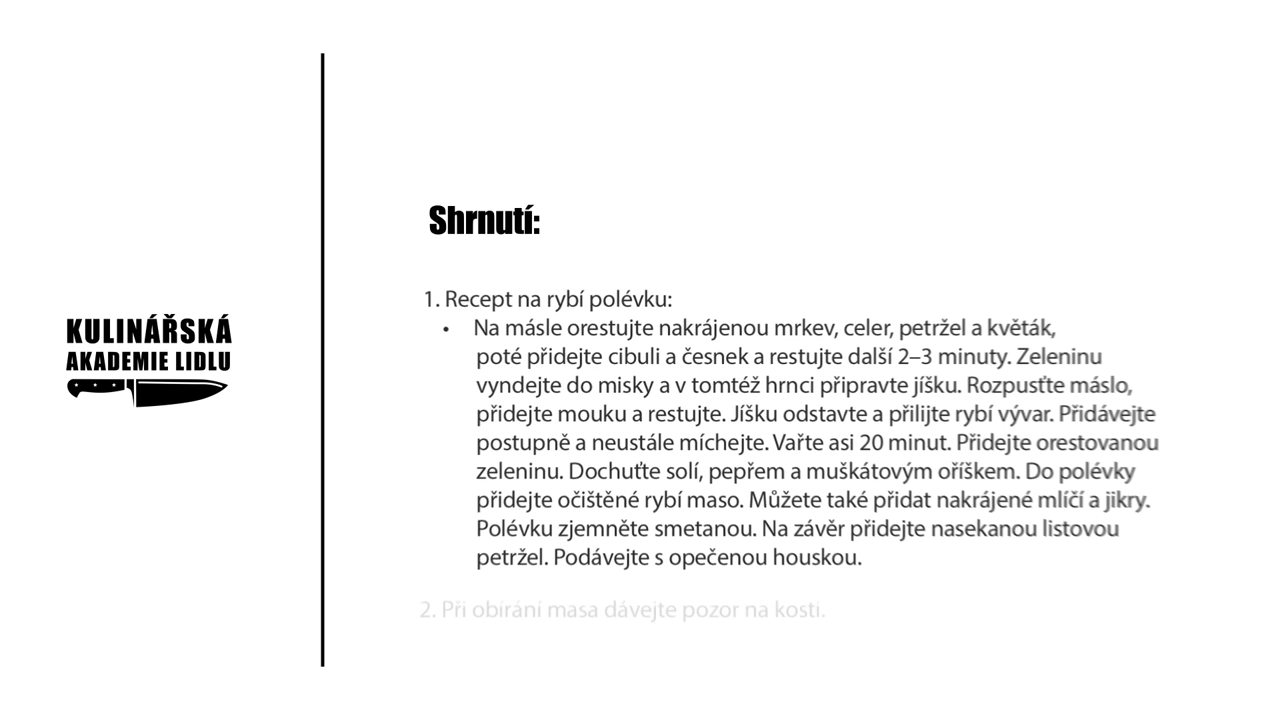 KULINÁŘSKÁ
AKADEMIE LIDLU
Shrnutí:
1. Recept na rybí polévku:
• Na másle orestujte nakrájenou mrkev, celer, petržel a květák,
poté přidejte cibuli a česnek a restujte další 2–3 minuty. Zeleninu
vyndejte do misky a v tomtéž hrnci připravte jíšku. Rozpusťte máslo,
přidejte mouku a restujte. Jíšku odstavte a přilijte rybí vývar. Přidávejte
postupně a neustále míchejte. Vařte asi 20 minut. Přidejte orestovanou
zeleninu. Dochuťte solí, pepřem a muškátovým oříškem. Do polévky
přidejte očištěné rybí maso. Můžete také přidat nakrájené mlíčí a jikry.
Polévku zjemněte smetanou. Na závěr přidejte nasekanou listovou
petržel. Podávejte s opečenou houskou.
2. Při obírání masa dávejte pozor na kosti.